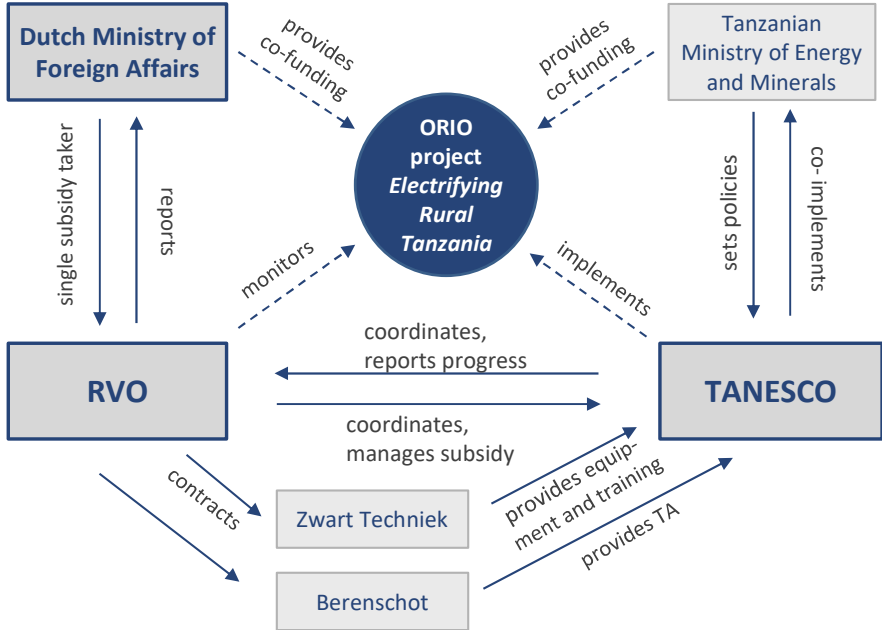 Dutch Ministry of
Foreign Affairs
provides
co-funding
provides
co-funding
Tanzanian
Ministry of Energy
and Minerals
ORIO
project
Electrifying
Rural
Tanzania
single subsidy taker
reports
monitors
implements
sets policies
co- implements
coordinates,
reports progress
RVO
TANESCO
coordinates,
manages subsidy
contracts
Zwart Techniek
provides equip-
ment and training
provides TA
Berenschot